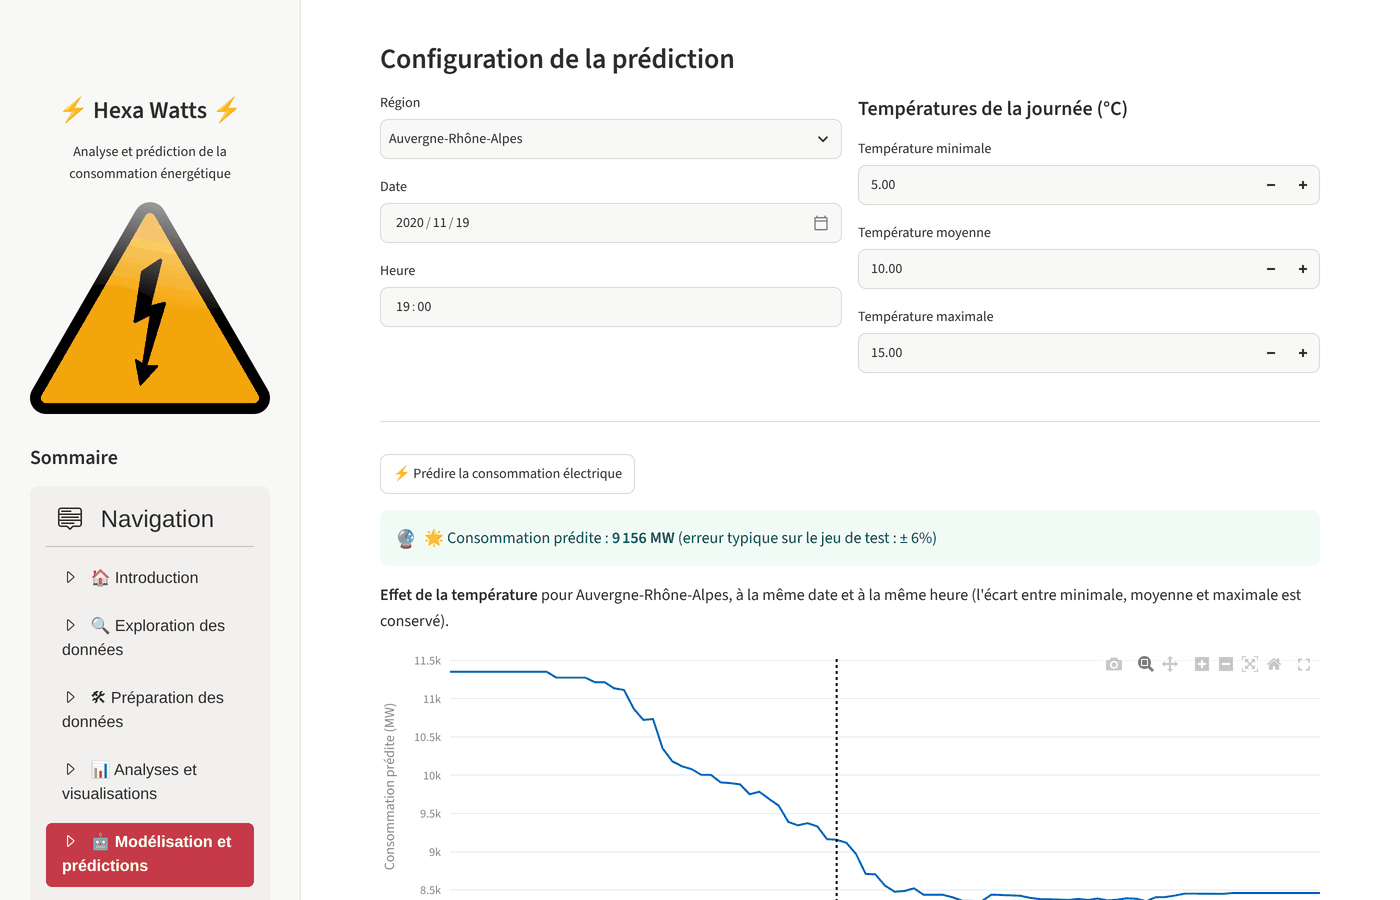 ⚡ Hexa Watts ⚡
Analyse et prédiction de la
consommation énergétique
Sommaire
Navigation
🏠 Introduction
🔍 Exploration des
données
🛠 Préparation des
données
📊 Analyses et
visualisations
🤖 Modélisation et
prédictions
Configuration de la prédiction
Région
Auvergne-Rhône-Alpes
Date
2020/11/19
Heure
19:00
Températures de la journée (°C)
Température minimale
5.00
Température moyenne
10.00
Température maximale
15.00
⚡ Prédire la consommation électrique
🔮 🌟 Consommation prédite : 9 156 MW (erreur typique sur le jeu de test : ± 6%)
Effet de la température pour Auvergne-Rhône-Alpes, à la même date et à la même heure (l'écart entre minimale, moyenne et maximale est
conservé).
Consommation prédite (MW)
11.5k
11k
10.5k
10k
9.5k
9k
8.5k